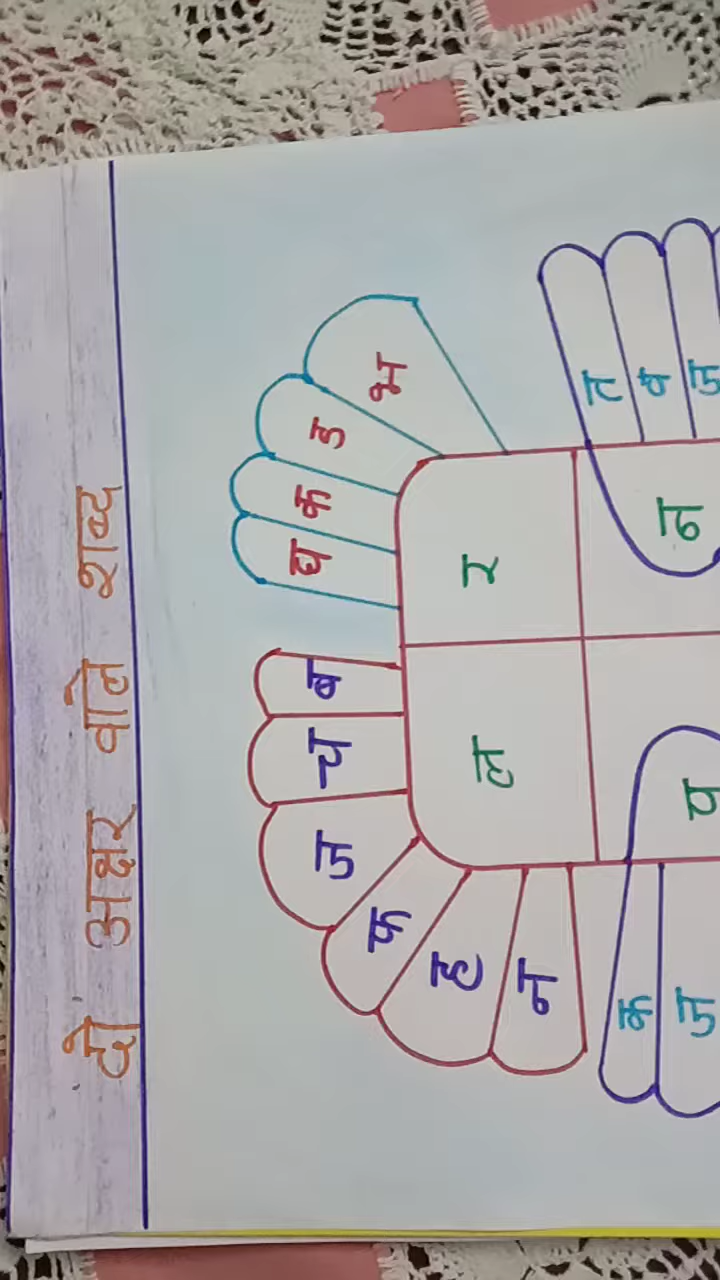 दो अक्षर वाले शब्द
न ह फ ज च ब
घ क ड भ
ल र
प न
क
ज
त
ज